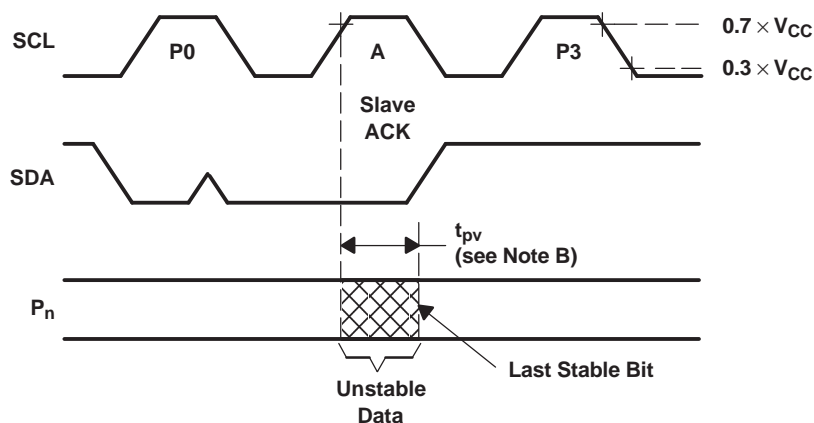 SCL
P0
A
P3
0.7 × VCC
0.3 × VCC
Slave
ACK
SDA
tpv
(see Note B)
Pn
Last Stable Bit
Unstable
Data